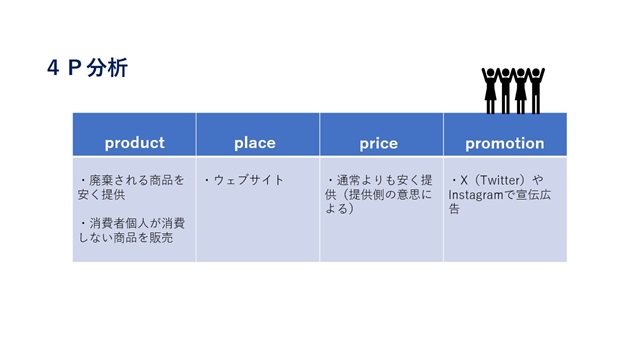 ４Ｐ分析
product
place
price
promotion
・廃棄される商品を
安く提供
・消費者個人が消費
しない商品を販売
・ウェブサイト
・通常よりも安く提
供（提供側の意思に
よる）
・X（Twitter）や
Instagramで宣伝広
告